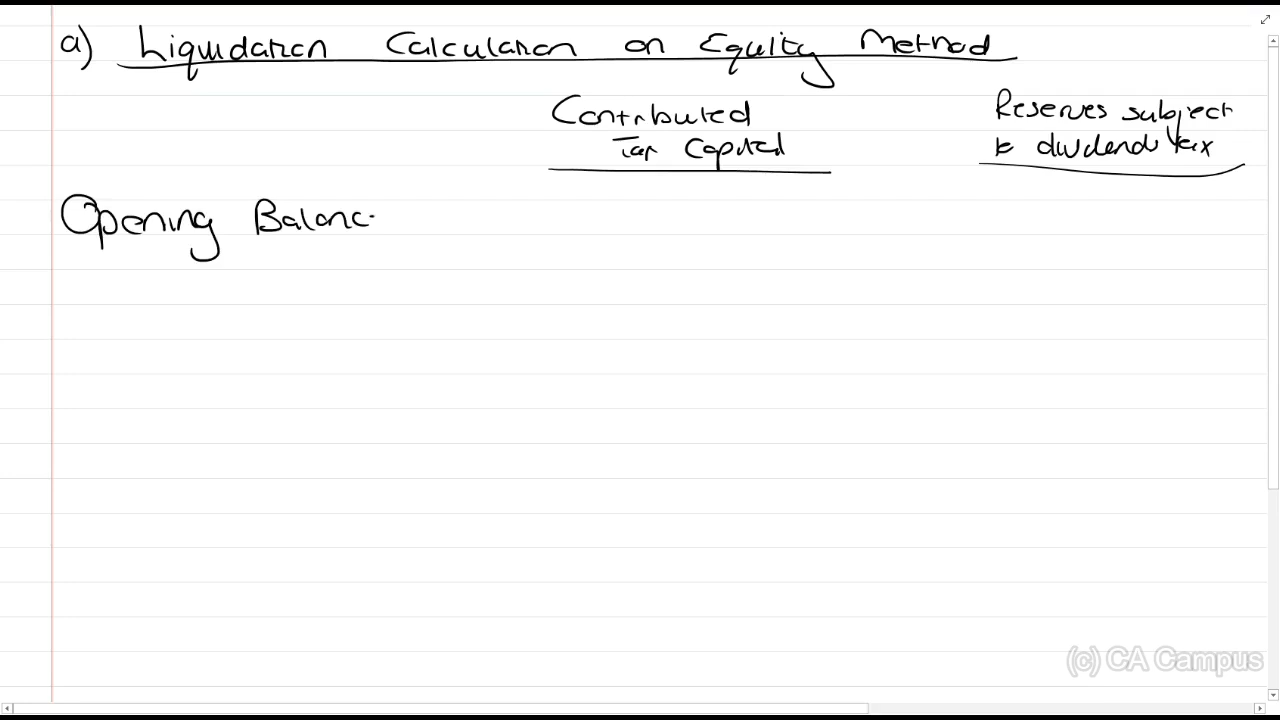 a) Liquidation Calculation on Equity Method
Contributed
Tax Capital
Reserves subject
to dividends tax
Opening Balanc
(c) CA Campus